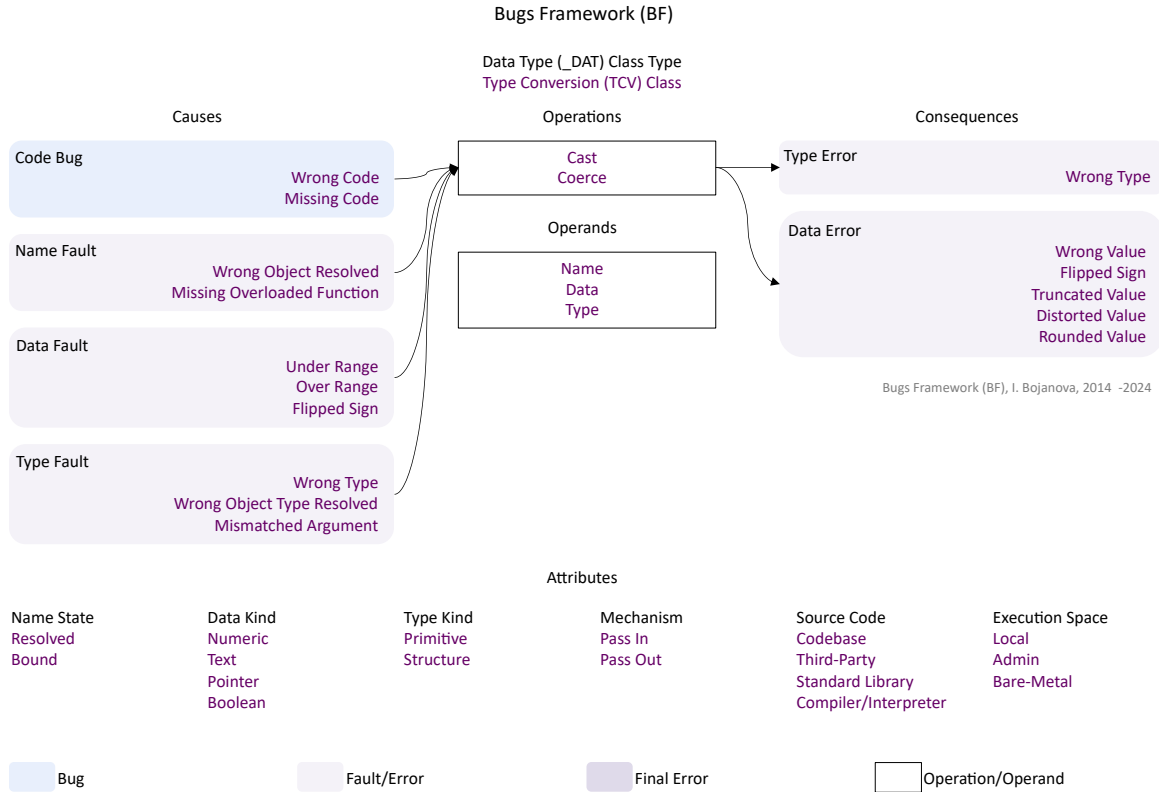 Bugs Framework (BF)
Data Type (_DAT) Class Type
Type Conversion (TCV) Class
Causes
Operations
Consequences
Code Bug
Wrong Code
Missing Code
Name Fault
Wrong Object Resolved
Missing Overloaded Function
Data Fault
Under Range
Over Range
Flipped Sign
Type Fault
Wrong Type
Wrong Object Type Resolved
Mismatched Argument
Cast
Coerce
Operands
Name
Data
Type
Type Error
Wrong Type
Data Error
Wrong Value
Flipped Sign
Truncated Value
Distorted Value
Rounded Value
Bugs Framework (BF), I. Bojanova, 2014 -2024
Attributes
Name State
Resolved
Bound
Data Kind
Numeric
Text
Pointer
Boolean
Type Kind
Primitive
Structure
Mechanism
Pass In
Pass Out
Source Code
Codebase
Third-Party
Standard Library
Compiler/Interpreter
Execution Space
Local
Admin
Bare-Metal
Bug
Fault/Error
Final Error
Operation/Operand